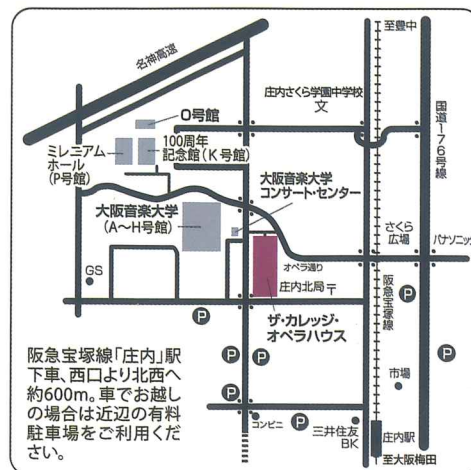 至豊中
名神高速
庄内さくら学園中学校
文
国道176号線
O号館
ミレニアム
ホール
(P号館)
100周年
記念館(K号館)
大阪音楽大学
コンサート・センター
大阪音楽大学
(A〜H号館)
さくら
広場
パナソニック
オペラ通り
GS
庄内北局〒
阪急宝塚線
P
P
ザ・カレッジ・
オペラハウス
P
P
P
阪急宝塚線「庄内」駅
下車、西口より北西へ
約600m。車でお越し
の場合は近辺の有料
駐車場をご利用くだ
さい。
市場
P
コンビニ
P
三井住友
BK
庄内駅
至大阪梅田